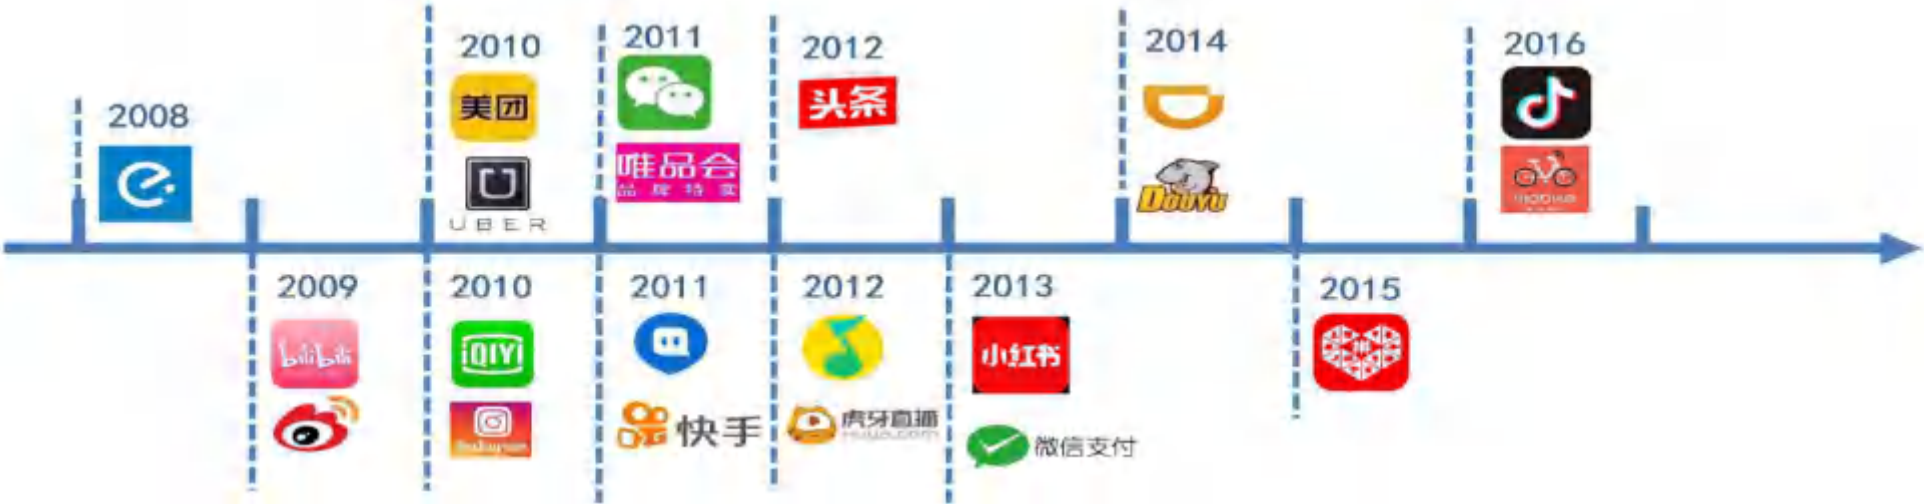 2008
2010
美团
UBER
2011
唯品会
品牌特卖
2012
头条
2014
DOUYU
2016
mobike
2009
bilibili
2010
iQIYI
Instagram
2011
快手
2012
虎牙直播
huya.com
2013
小红书
微信支付
2015
拼